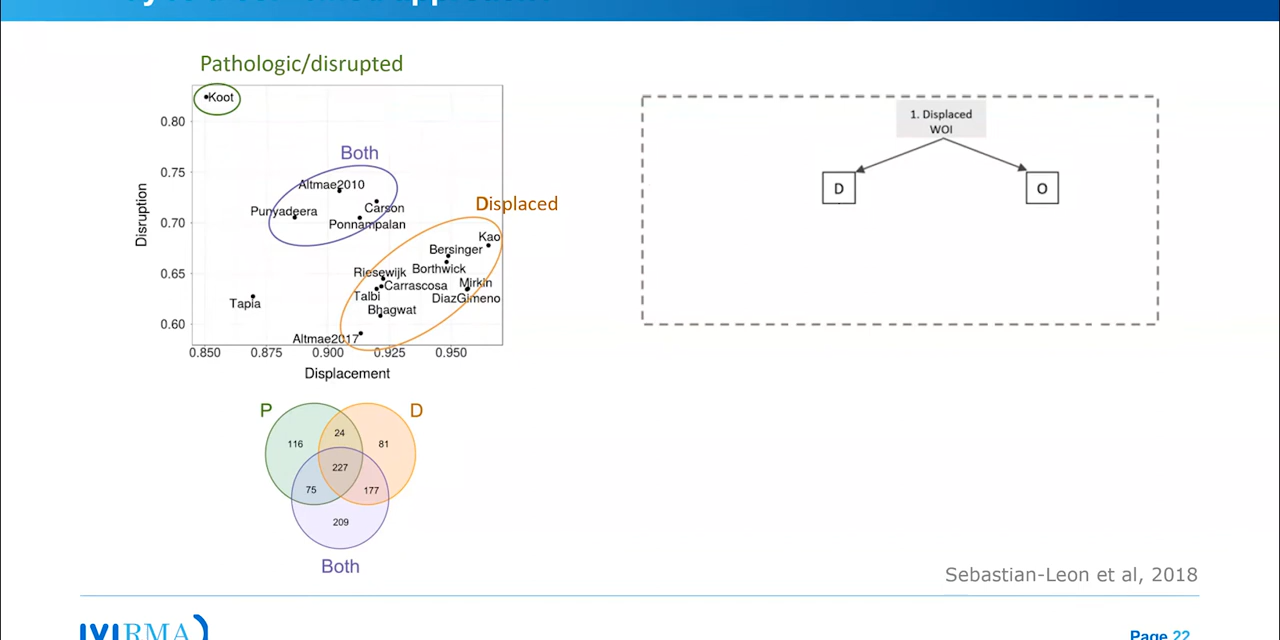 Pathologic/disrupted
Koot
0.80
Both
0.75
Altmae2010
Displaced
Punyadeera
Carson
0.70
Ponnampalan
Disruption
Kao
Bersinger
Borthwick
0.65
Riesewijk
Carrascosa
Mirkin
Talbi
DiazGimeno
Tapia
Bhagwat
0.60
Altmae2017
0.850 0.875 0.900 0.925 0.950
Displacement
P
D
24
116
81
227
75
177
209
Both
1. Displaced
WOI
D
O
Sebastian-Leon et al, 2018
IVIRMA
Page 22